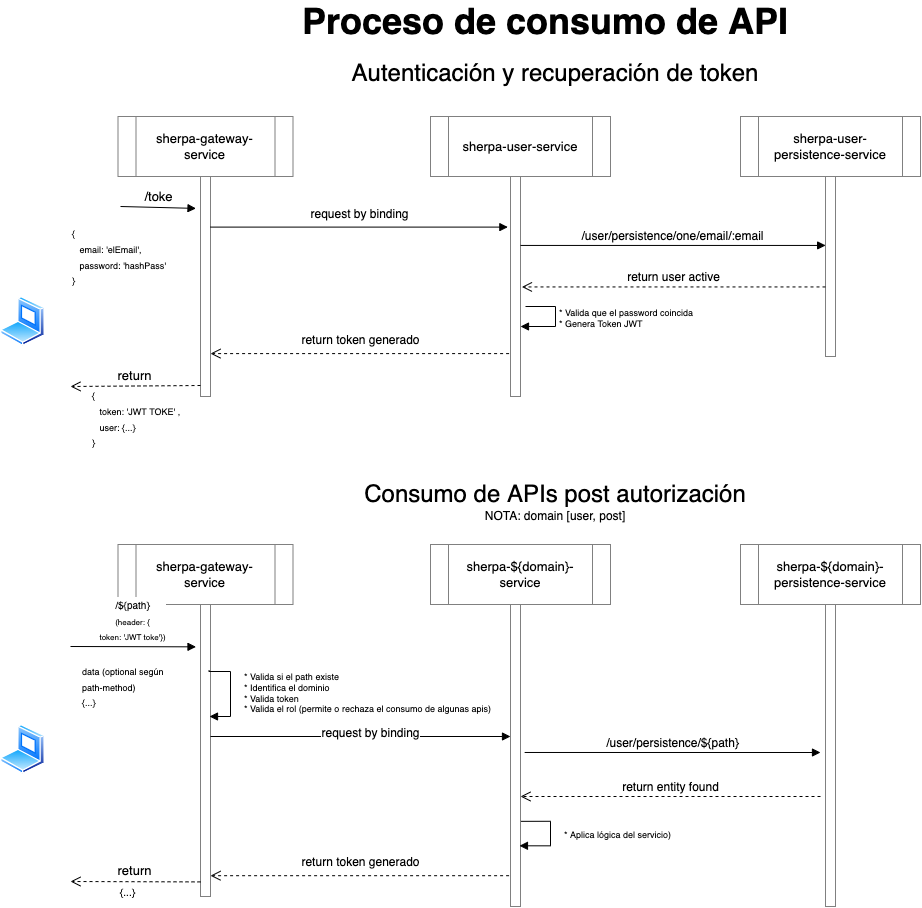 Proceso de consumo de API
Autenticación y recuperación de token
sherpa-gateway-
service
sherpa-user-service
sherpa-user-
persistence-service
/toke
request by binding
{
email: 'elEmail',
password: 'hashPass'
}
/user/persistence/one/email/:email
return user active
* Valida que el password coincida
* Genera Token JWT
return token generado
return
{
token: 'JWT TOKE' ,
user: {...}
}
Consumo de APIs post autorización
NOTA: domain [user, post]
sherpa-gateway-
service
sherpa-${domain}-
service
sherpa-${domain}-
persistence-service
/${path}
(header: {
token: 'JWT toke'})
data (optional según
path-method)
{...}
* Valida si el path existe
* Identifica el dominio
* Valida token
* Valida el rol (permite o rechaza el consumo de algunas apis)
request by binding
/user/persistence/${path}
return entity found
* Aplica lógica del servicio)
return token generado
return
{...}